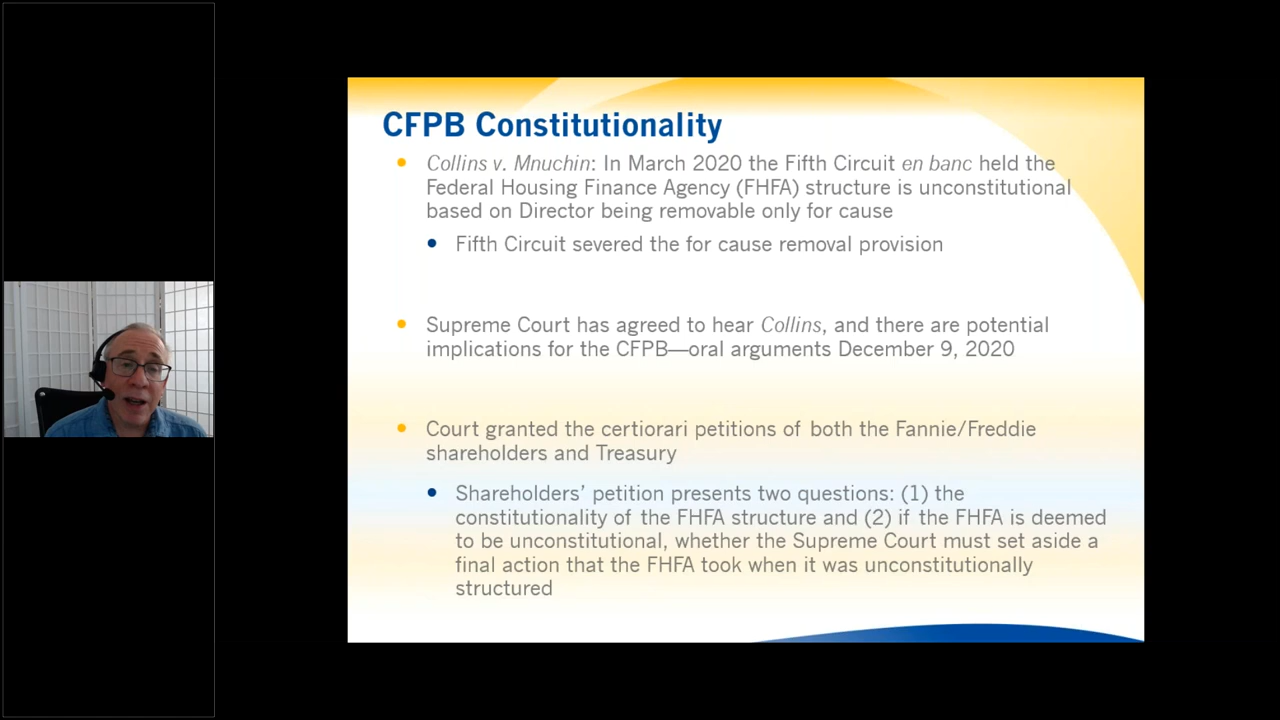 CFPB Constitutionality
Collins v. Mnuchin: In March 2020 the Fifth Circuit en banc held the
Federal Housing Finance Agency (FHFA) structure is unconstitutional
based on Director being removable only for cause
Fifth Circuit severed the for cause removal provision
Supreme Court has agreed to hear Collins, and there are potential
implications for the CFPB—oral arguments December 9, 2020
Court granted the certiorari petitions of both the Fannie/Freddie
shareholders and Treasury
Shareholders’ petition presents two questions: (1) the
constitutionality of the FHFA structure and (2) if the FHFA is deemed
to be unconstitutional, whether the Supreme Court must set aside a
final action that the FHFA took when it was unconstitutionally
structured